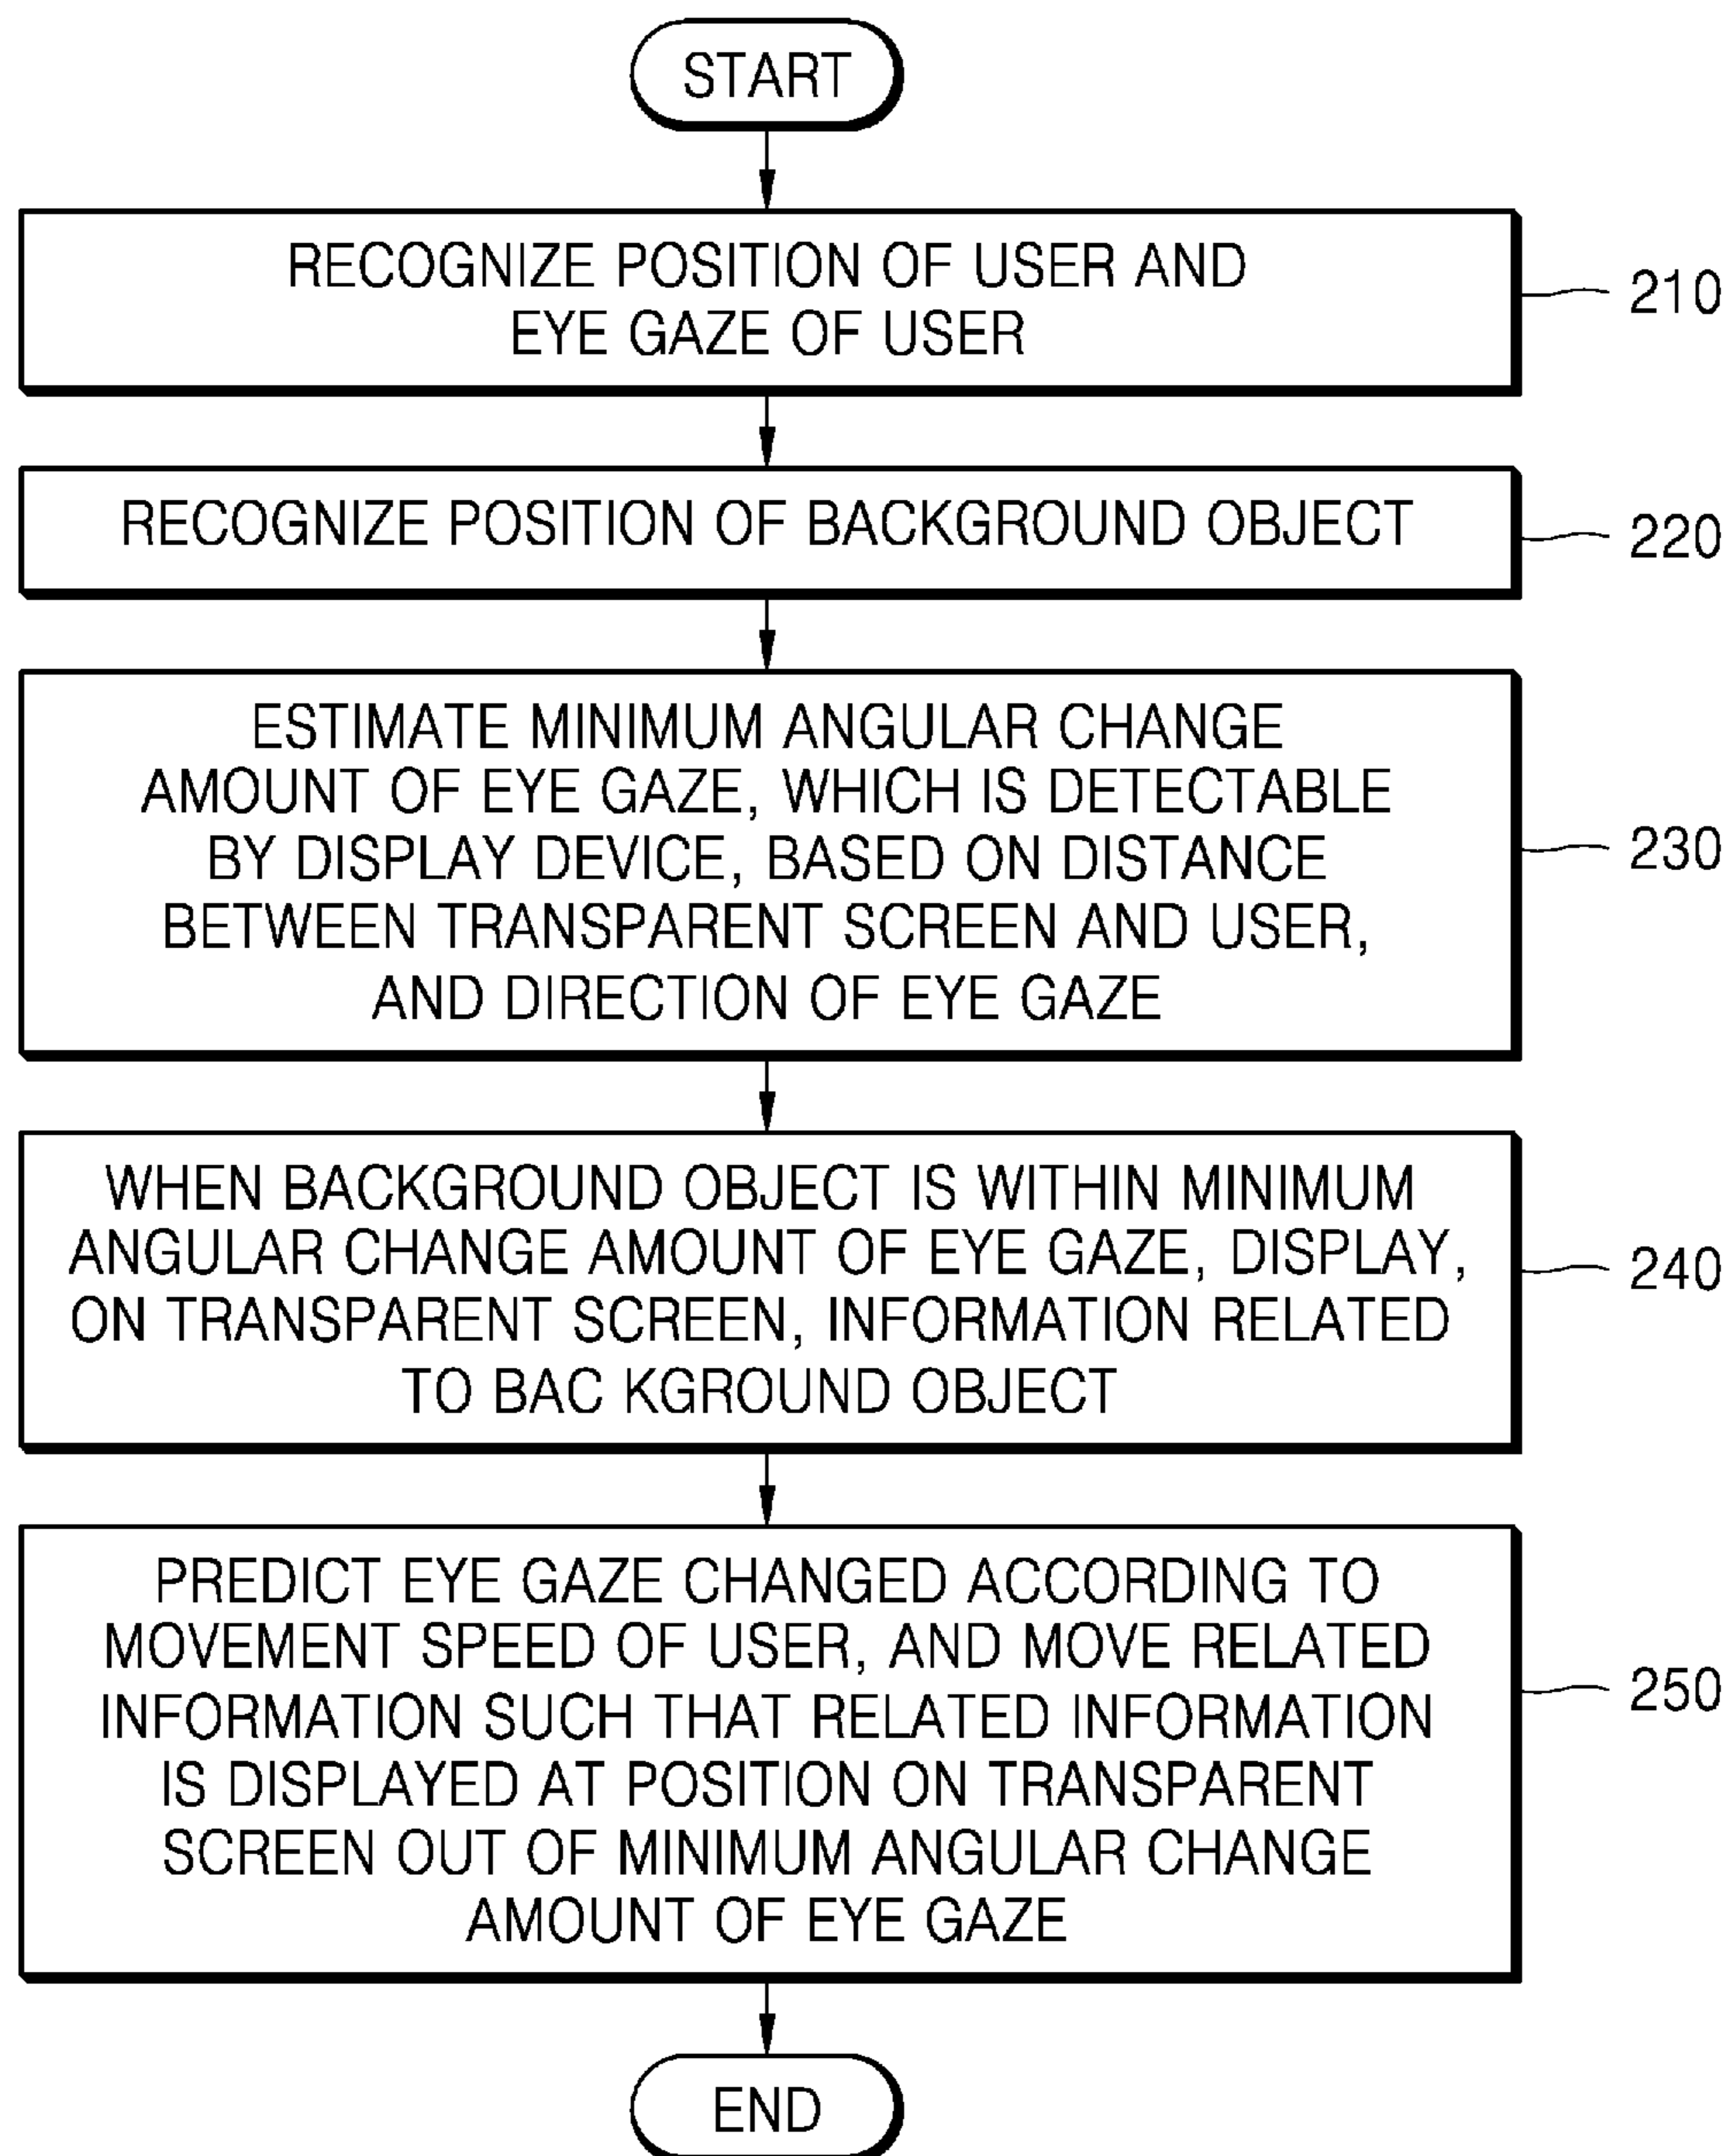 START
RECOGNIZE POSITION OF USER AND
EYE GAZE OF USER
210
RECOGNIZE POSITION OF BACKGROUND OBJECT
220
ESTIMATE MINIMUM ANGULAR CHANGE
AMOUNT OF EYE GAZE, WHICH IS DETECTABLE
BY DISPLAY DEVICE, BASED ON DISTANCE
BETWEEN TRANSPARENT SCREEN AND USER,
AND DIRECTION OF EYE GAZE
230
WHEN BACKGROUND OBJECT IS WITHIN MINIMUM
ANGULAR CHANGE AMOUNT OF EYE GAZE, DISPLAY,
ON TRANSPARENT SCREEN, INFORMATION RELATED
TO BAC KGROUND OBJECT
240
PREDICT EYE GAZE CHANGED ACCORDING TO
MOVEMENT SPEED OF USER, AND MOVE RELATED
INFORMATION SUCH THAT RELATED INFORMATION
IS DISPLAYED AT POSITION ON TRANSPARENT
SCREEN OUT OF MINIMUM ANGULAR CHANGE
AMOUNT OF EYE GAZE
250
END